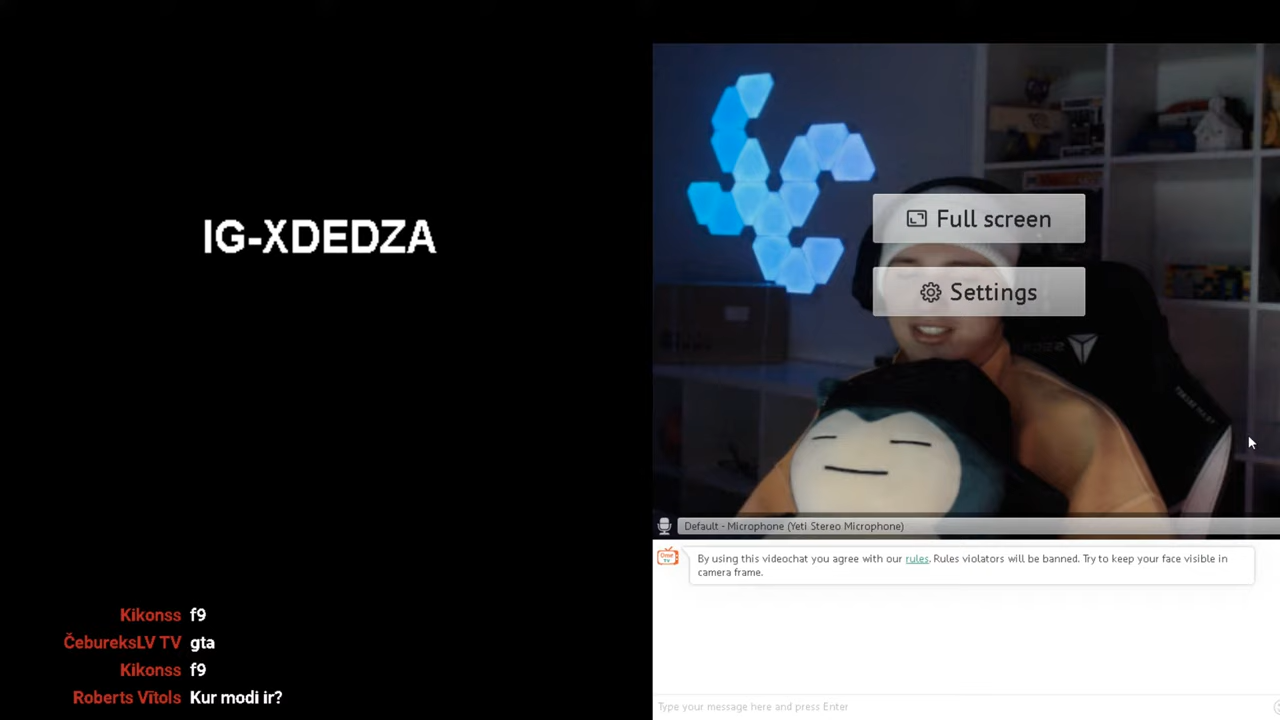 IG-XDEDZA
Kikonss f9
ČebureksLV TV gta
Kikonss f9
Roberts Vītols Kur modi ir?
Full screen
Settings
Default - Microphone (Yeti Stereo Microphone)
By using this videochat you agree with our rules. Rules violators will be banned. Try to keep your face visible in
camera frame.
Type your message here and press Enter